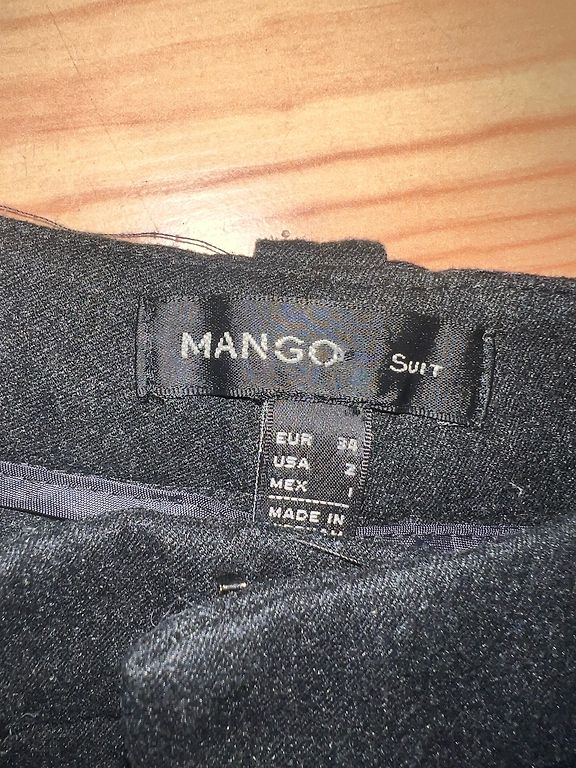 MANGO SUIT
EUR 34
USA 2
MEX 1
MADE IN